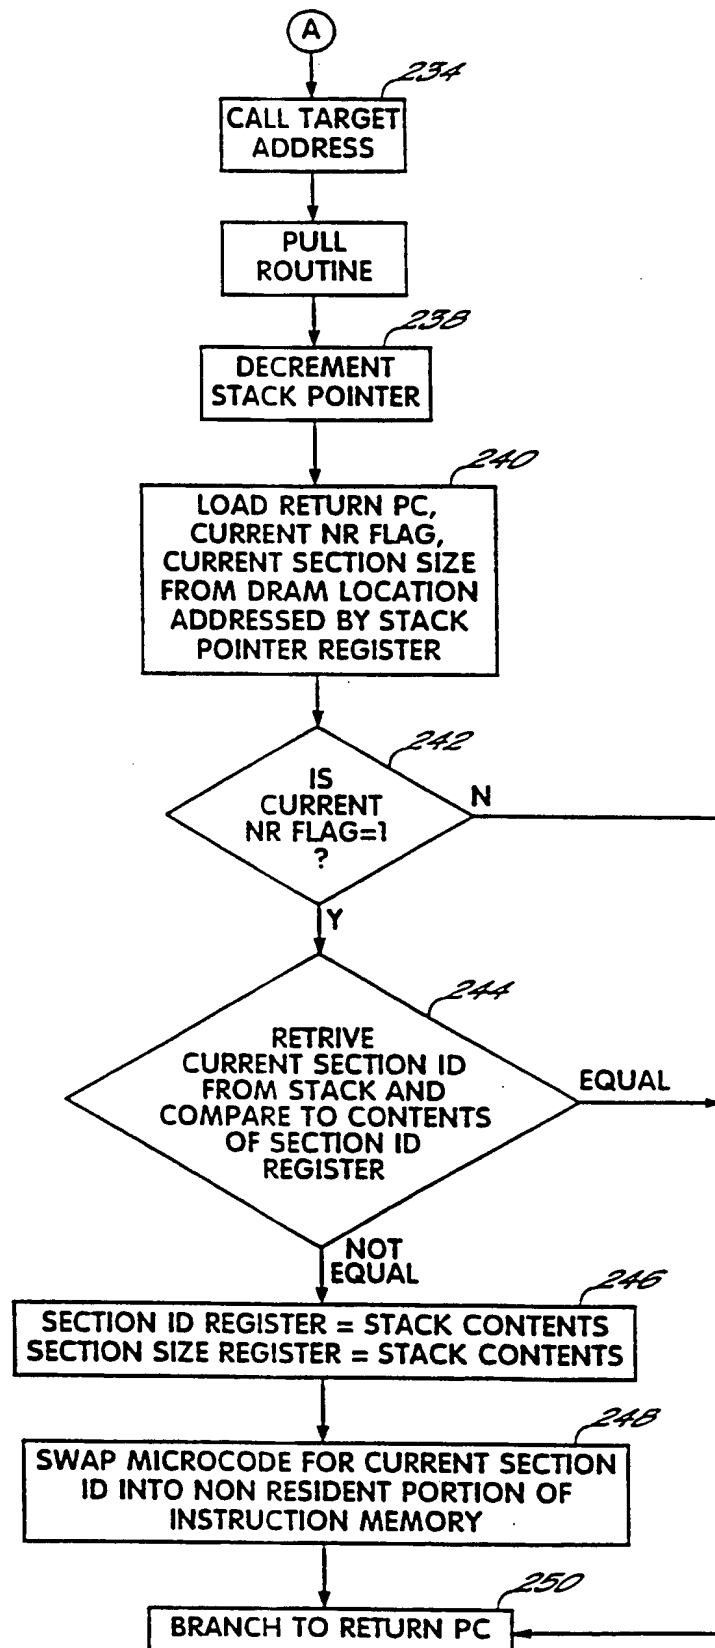 A
234
CALL TARGET
ADDRESS
PULL
ROUTINE
238
DECREMENT
STACK POINTER
240
LOAD RETURN PC,
CURRENT NR FLAG,
CURRENT SECTION SIZE
FROM DRAM LOCATION
ADDRESSED BY STACK
POINTER REGISTER
242
IS
CURRENT
NR FLAG=1
?
N
Y
244
RETRIVE
CURRENT SECTION ID
FROM STACK AND
COMPARE TO CONTENTS
OF SECTION ID
REGISTER
EQUAL
NOT
EQUAL
246
SECTION ID REGISTER = STACK CONTENTS
SECTION SIZE REGISTER = STACK CONTENTS
248
SWAP MICROCODE FOR CURRENT SECTION
ID INTO NON RESIDENT PORTION OF
INSTRUCTION MEMORY
250
BRANCH TO RETURN PC